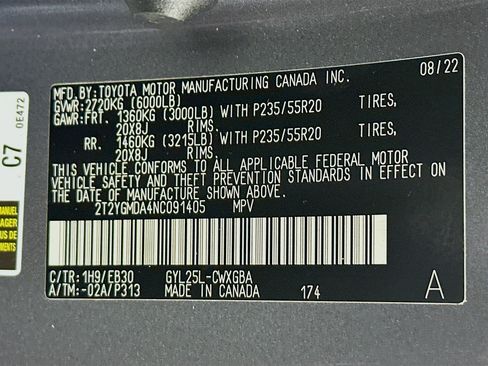 MFD.BY:TOYOTA MOTOR MANUFACTURING CANADA INC. 08/22
GVWR:2720KG (6000LB)
GAWR:FRT. 1360KG (3000LB) WITH P235/55R20 TIRES,
20X8J RIMS,
RR. 1460KG (3215LB) WITH P235/55R20 TIRES,
20X8J RIMS.
THIS VEHICLE CONFORMS TO ALL APPLICABLE FEDERAL MOTOR
VEHICLE SAFETY AND THEFT PREVENTION STANDARDS IN EFFECT ON
THE DATE OF MANUFACTURE SHOWN ABOVE.
2T2YGMDA4NC091405 MPV
C/TR:1H9/EB30 GYL25L-CWXGBA
A/TM:-02A/P313 MADE IN CANADA 174 A
C7
0E472
MANUEL